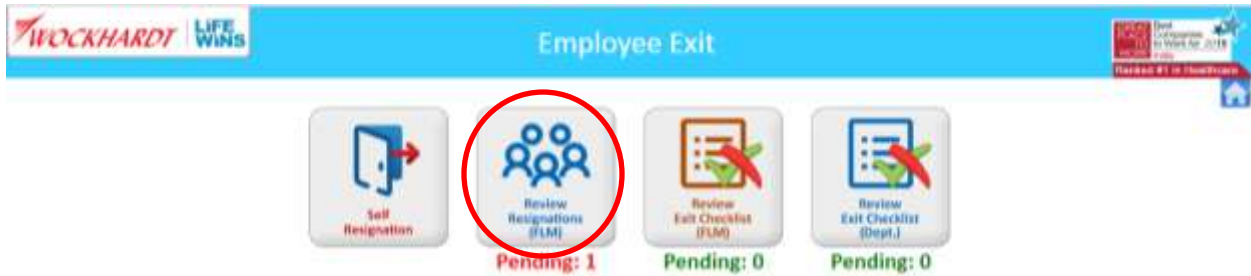 WOCKHARDT
LiFE
WiNS
Employee Exit
Best
Companies
to Work for 2018
Ranked #1 in Healthcare
Self
Resignation
Review
Resignations
(FLM)
Pending: 1
Review
Exit Checklist
(FLM)
Pending: 0
Review
Exit Checklist
(Dept.)
Pending: 0